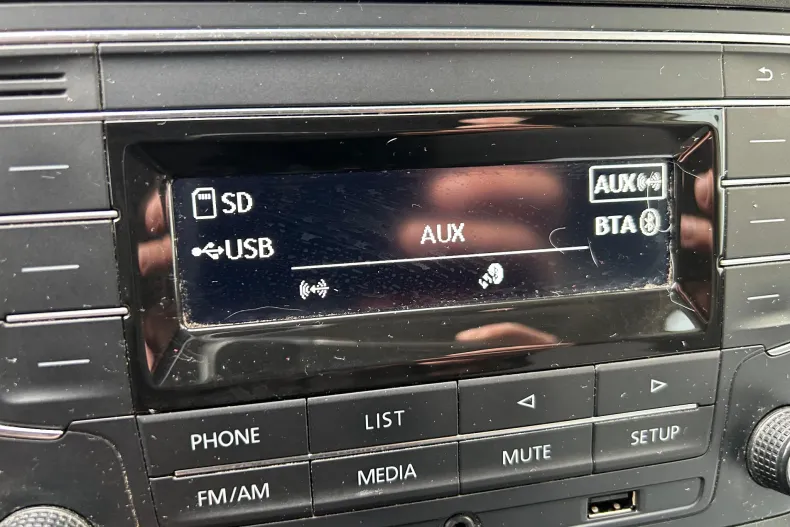 SD
AUX
USB
AUX
BTA
PHONE
LIST
FM/AM
MEDIA
MUTE
SETUP